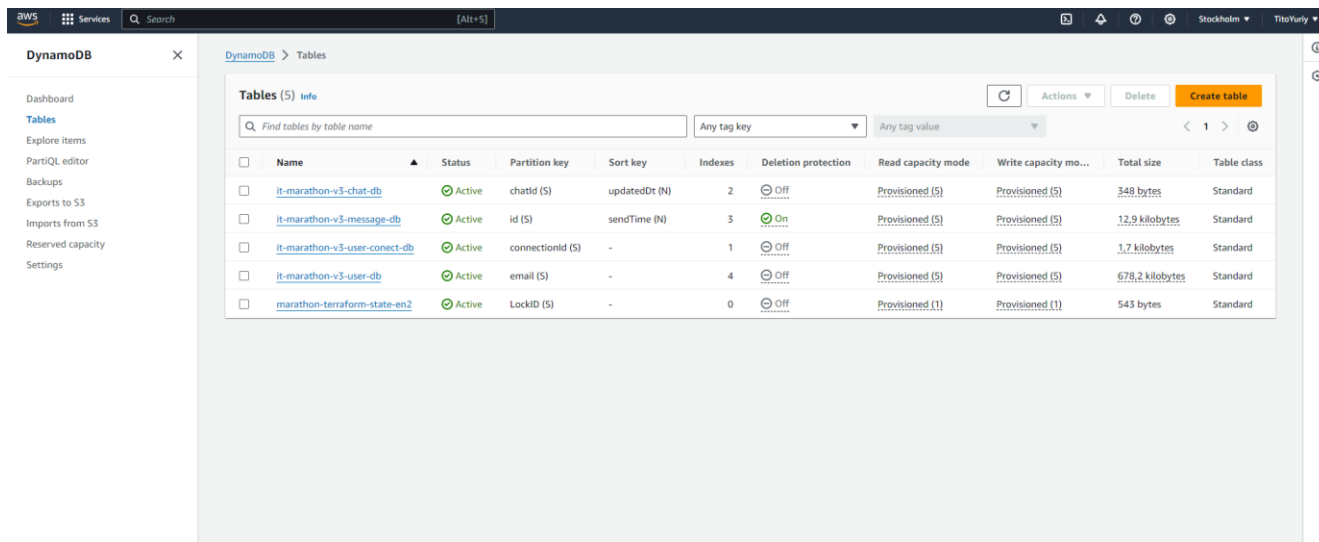 aws Services Search [Alt+S] Stockholm ▼ TitoYuriy ▼
DynamoDB
DynamoDB > Tables
Dashboard
Tables
Explore items
PartiQL editor
Backups
Exports to S3
Imports from S3
Reserved capacity
Settings
Tables (5) Info
Actions ▼ Delete Create table
Find tables by table name Any tag key ▼ Any tag value ▼ < 1 >
Name ▲ Status Partition key Sort key Indexes Deletion protection Read capacity mode Write capacity mo... Total size Table class
it-marathon-v3-chat-db Active chatId (S) updatedDt (N) 2 Off Provisioned (5) Provisioned (5) 348 bytes Standard
it-marathon-v3-message-db Active id (S) sendTime (N) 3 On Provisioned (5) Provisioned (5) 12,9 kilobytes Standard
it-marathon-v3-user-conect-db Active connectionId (S) - 1 Off Provisioned (5) Provisioned (5) 1,7 kilobytes Standard
it-marathon-v3-user-db Active email (S) - 4 Off Provisioned (5) Provisioned (5) 678,2 kilobytes Standard
marathon-terraform-state-en2 Active LockID (S) - 0 Off Provisioned (1) Provisioned (1) 543 bytes Standard